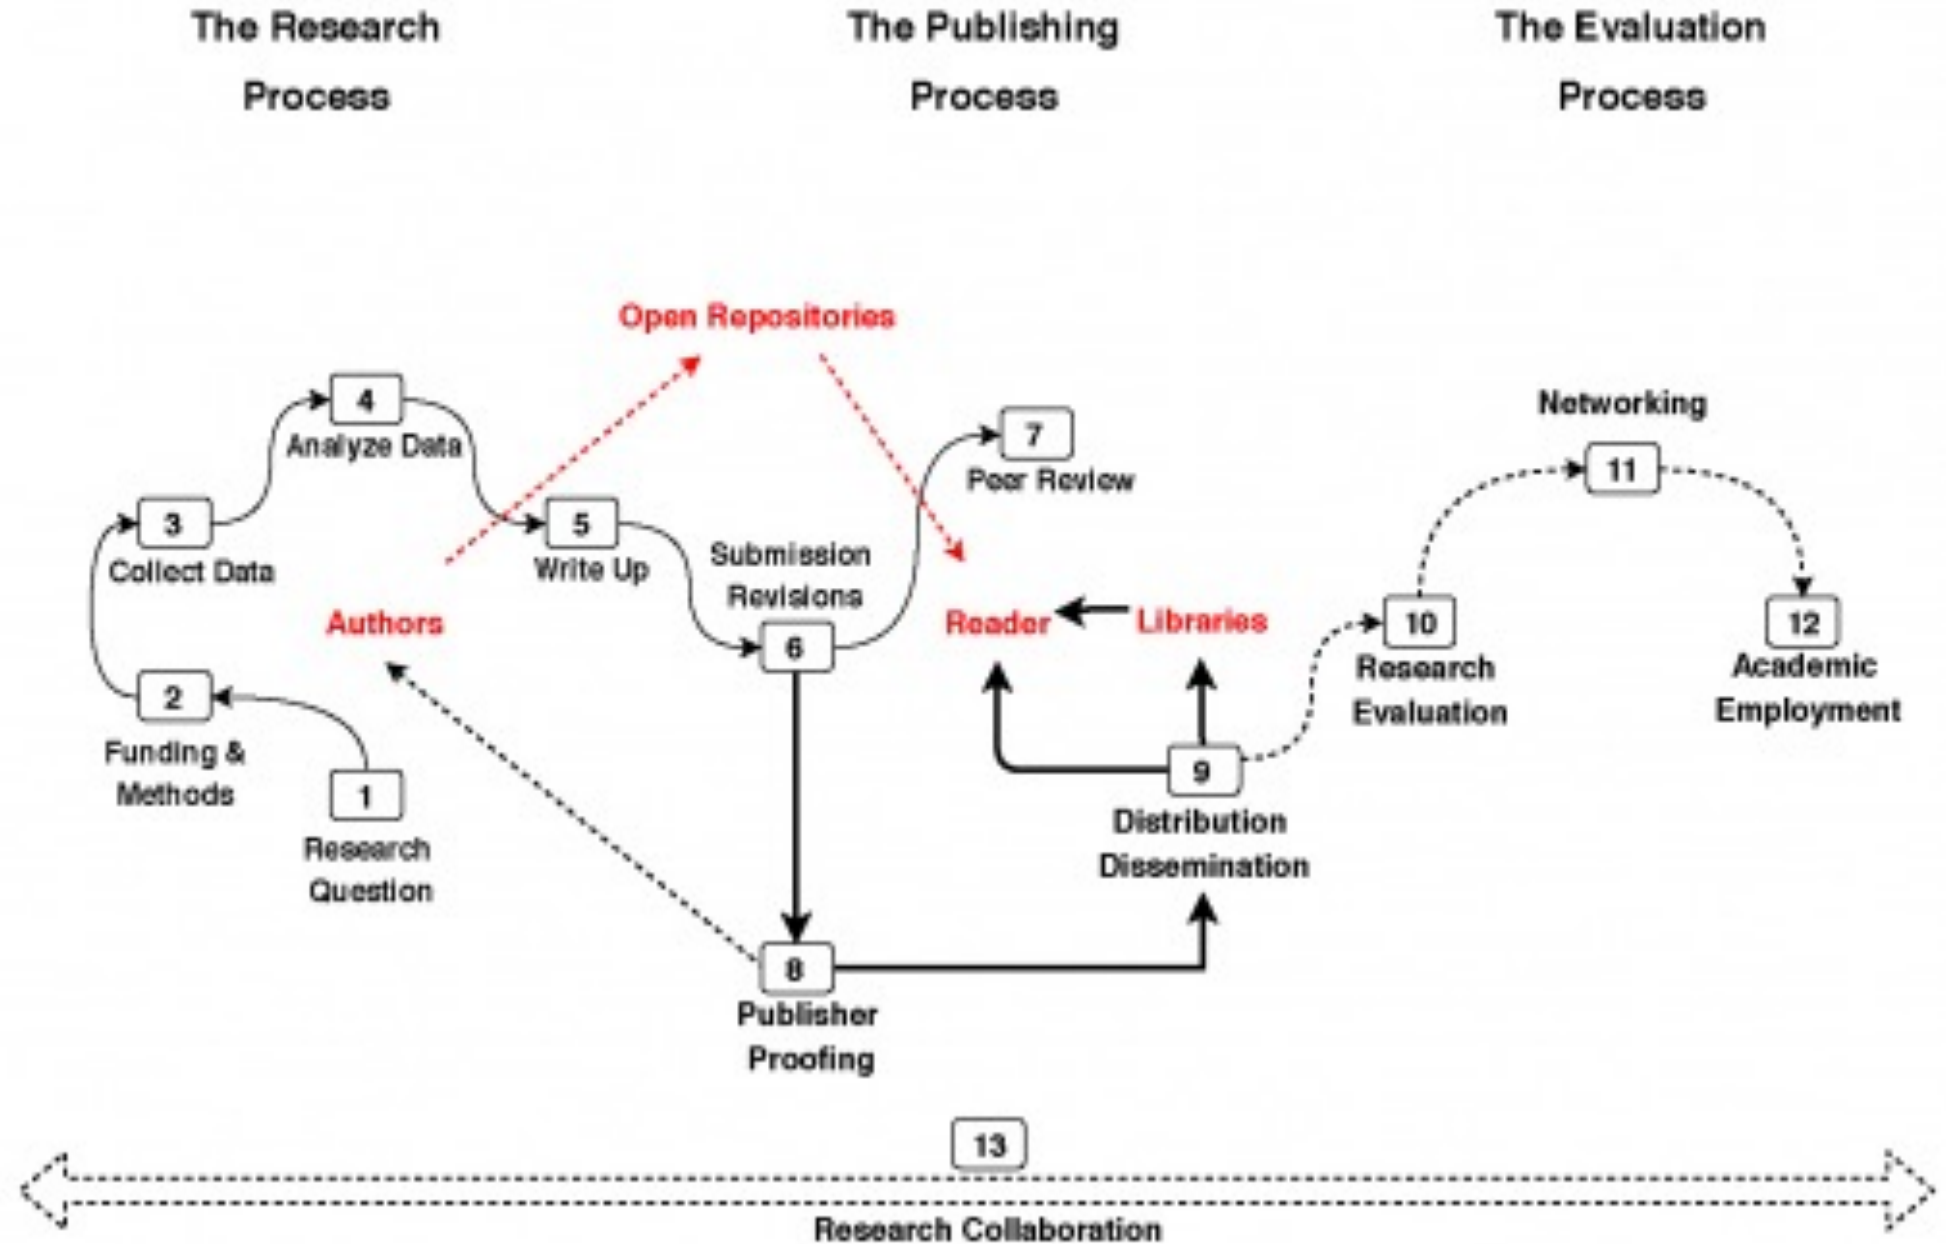 The Research
Process
The Publishing
Process
The Evaluation
Process
Open Repositories
4
Analyze Data
3
Collect Data
5
Write Up
Authors
2
Funding &
Methods
1
Research
Question
Submission
Revisions
6
7
Peer Review
Reader
Libraries
9
Distribution
Dissemination
8
Publisher
Proofing
Networking
11
10
Research
Evaluation
12
Academic
Employment
13
Research Collaboration